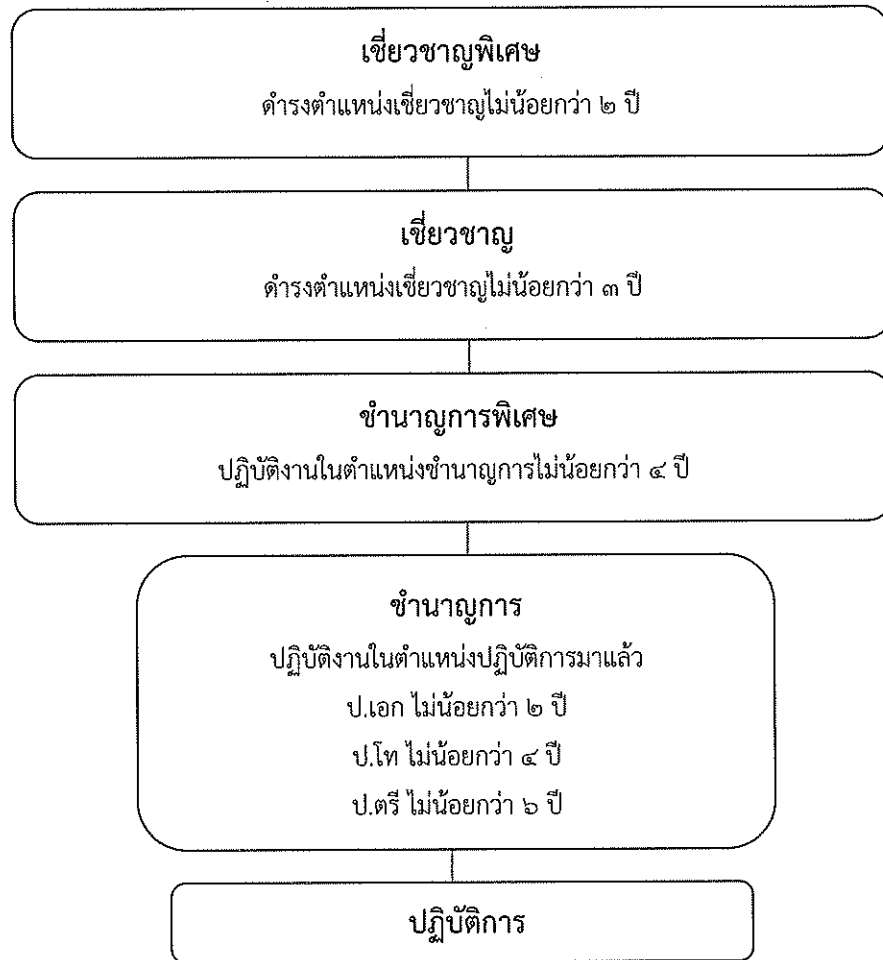 เชี่ยวชาญพิเศษ
ดำรงตำแหน่งเชี่ยวชาญไม่น้อยกว่า ๒ ปี
เชี่ยวชาญ
ดำรงตำแหน่งเชี่ยวชาญไม่น้อยกว่า ๓ ปี
ชำนาญการพิเศษ
ปฏิบัติงานในตำแหน่งชำนาญการไม่น้อยกว่า ๔ ปี
ชำนาญการ
ปฏิบัติงานในตำแหน่งปฏิบัติการมาแล้ว
ป.เอก ไม่น้อยกว่า ๒ ปี
ป.โท ไม่น้อยกว่า ๔ ปี
ป.ตรี ไม่น้อยกว่า ๖ ปี
ปฏิบัติการ